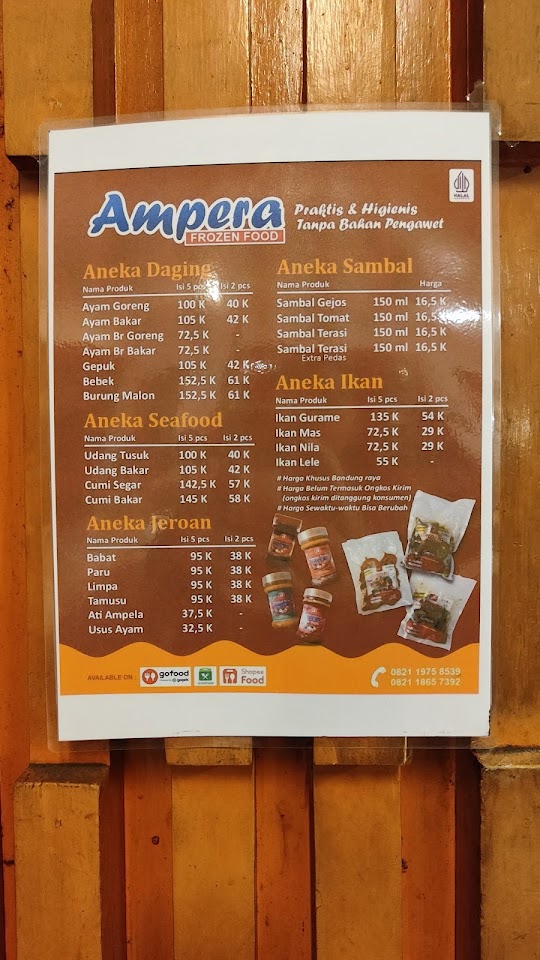 Ampera
FROZEN FOOD
Praktis & Higienis
Tanpa Bahan Pengawet
HALAL
Aneka Daging
Nama Produk Isi 5 pcs Isi 2 pcs
Ayam Goreng 100 K 40 K
Ayam Bakar 105 K 42 K
Ayam Br Goreng 72,5 K -
Ayam Br Bakar 72,5 K
Gepuk 105 K 42 K
Bebek 152,5 K 61 K
Burung Malon 152,5 K 61 K
Aneka Seafood
Nama Produk Isi 5 pcs Isi 2 pcs
Udang Tusuk 100 K 40 K
Udang Bakar 105 K 42 K
Cumi Segar 142,5 K 57 K
Cumi Bakar 145 K 58 K
Aneka Jeroan
Nama Produk Isi 5 pcs Isi 2 pcs
Babat 95 K 38 K
Paru 95 K 38 K
Limpa 95 K 38 K
Tamusu 95 K 38 K
Ati Ampela 37,5 K -
Usus Ayam 32,5 K -
Aneka Sambal
Nama Produk Harga
Sambal Gejos 150 ml 16,5 K
Sambal Tomat 150 ml 16,5 K
Sambal Terasi 150 ml 16,5 K
Sambal Terasi 150 ml 16,5 K
Extra Pedas
Aneka Ikan
Nama Produk Isi 5 pcs Isi 2 pcs
Ikan Gurame 135 K 54 K
Ikan Mas 72,5 K 29 K
Ikan Nila 72,5 K 29 K
Ikan Lele 55 K -
# Harga Khusus Bandung raya
# Harga Belum Termasuk Ongkos Kirim
(ongkos kirim ditanggung konsumen)
# Harga Sewaktu-waktu Bisa Berubah
AVAILABLE ON :
gofood
gojek
Shopee
Food
0821 1975 8539
0821 1865 7392